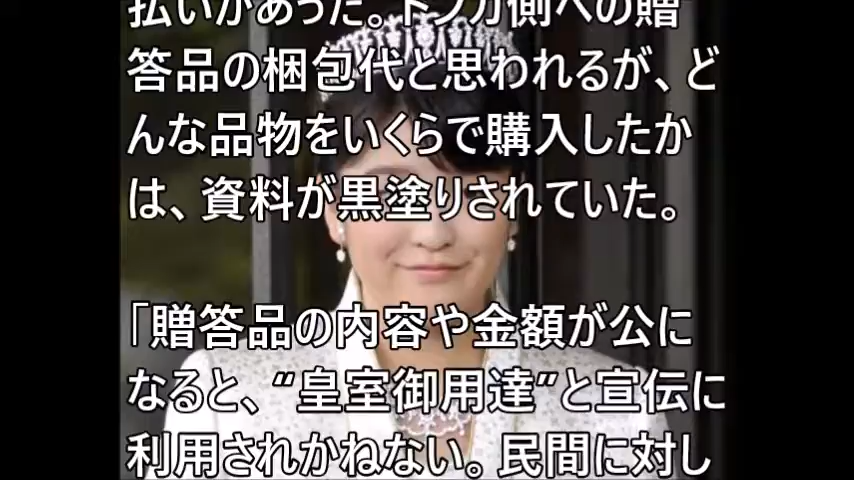 払いがあった。トンガ側への贈
答品の梱包代と思われるが、ど
んな品物をいくらで購入したか
は、資料が黒塗りされていた。
「贈答品の内容や金額が公に
なると、“皇室御用達”と宣伝に
利用されかねない。民間に対し